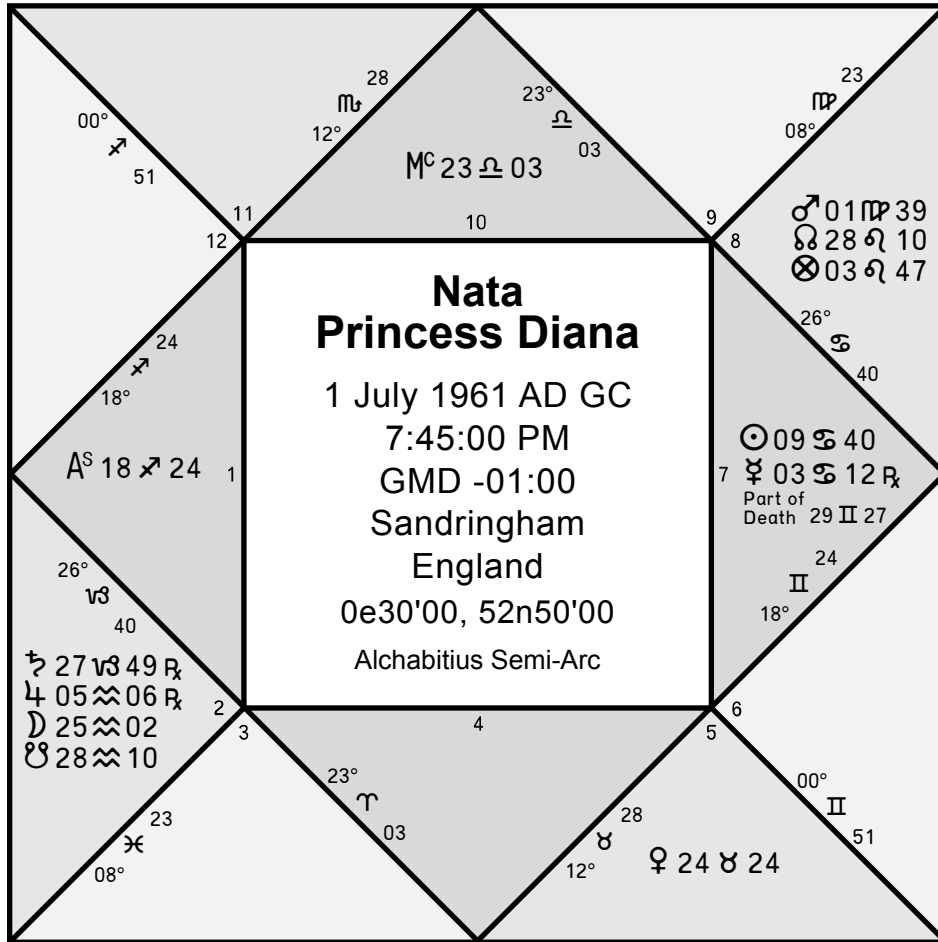 28
♏
12°
23°
♎
03
23
♍
08°
00°
♐
51
Mᶜ 23 ♎ 03
11
10
9
12
8
♂ 01 ♍ 39
☊ 28 ♌ 10
⊗ 03 ♌ 47
Nata
Princess Diana
1 July 1961 AD GC
7:45:00 PM
GMD -01:00
Sandringham
England
0e30'00, 52n50'00
Alchabitius Semi-Arc
26°
♋
40
24
♐
18°
Aˢ 18 ♐ 24
1
7
☉ 09 ♋ 40
☿ 03 ♋ 12 ℞
Part of
Death 29 ♊ 27
24
♊
18°
26°
♑
40
♄ 27 ♑ 49 ℞
♃ 05 ♒ 06 ℞
☽ 25 ♒ 02
☋ 28 ♒ 10
2
3
4
6
5
23
♓
08°
23°
♈
03
28
♉
12°
♀ 24 ♉ 24
00°
♊
51